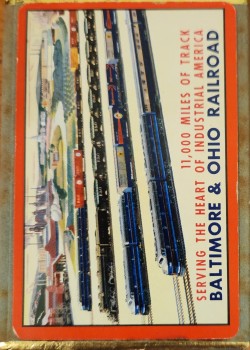 11,000 MILES OF TRACK
SERVING THE HEART OF INDUSTRIAL AMERICA
BALTIMORE & OHIO RAILROAD